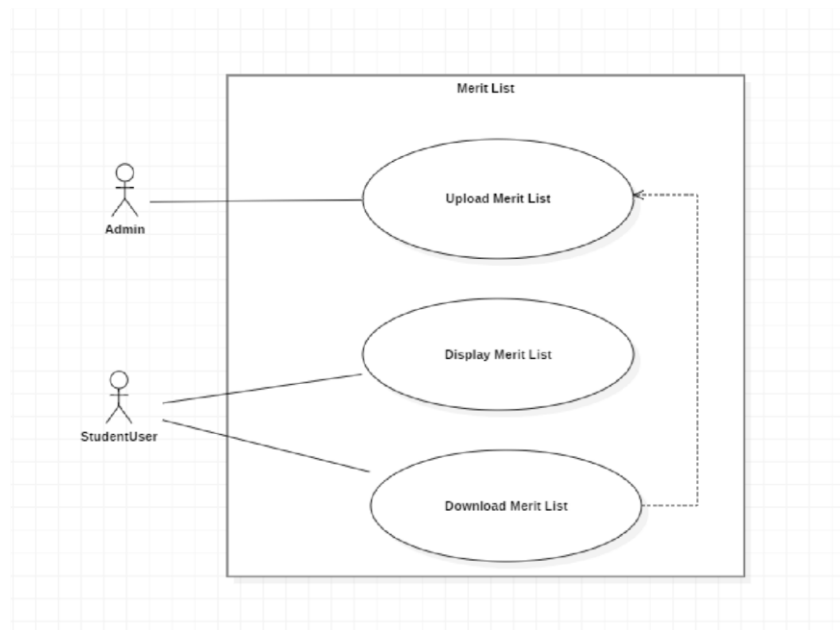 Merit List
Upload Merit List
Admin
Display Merit List
StudentUser
Download Merit List